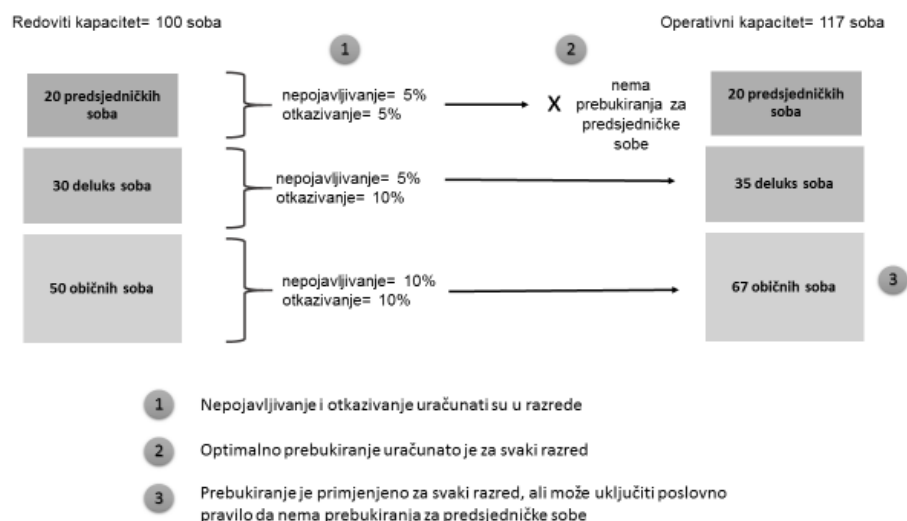 Redoviti kapacitet= 100 soba
Operativni kapacitet= 117 soba
1
2
20 predsjedničkih
soba
nepojavljivanje= 5%
otkazivanje= 5%
X
nema
prebukiranja za
predsjedničke
sobe
20 predsjedničkih
soba
30 deluks soba
nepojavljivanje= 5%
otkazivanje= 10%
35 deluks soba
50 običnih soba
nepojavljivanje= 10%
otkazivanje= 10%
67 običnih soba
3
1 Nepojavljivanje i otkazivanje uračunati su u razrede
2 Optimalno prebukiranje uračunato je za svaki razred
3 Prebukiranje je primjenjeno za svaki razred, ali može uključiti poslovno
pravilo da nema prebukiranja za predsjedničke sobe